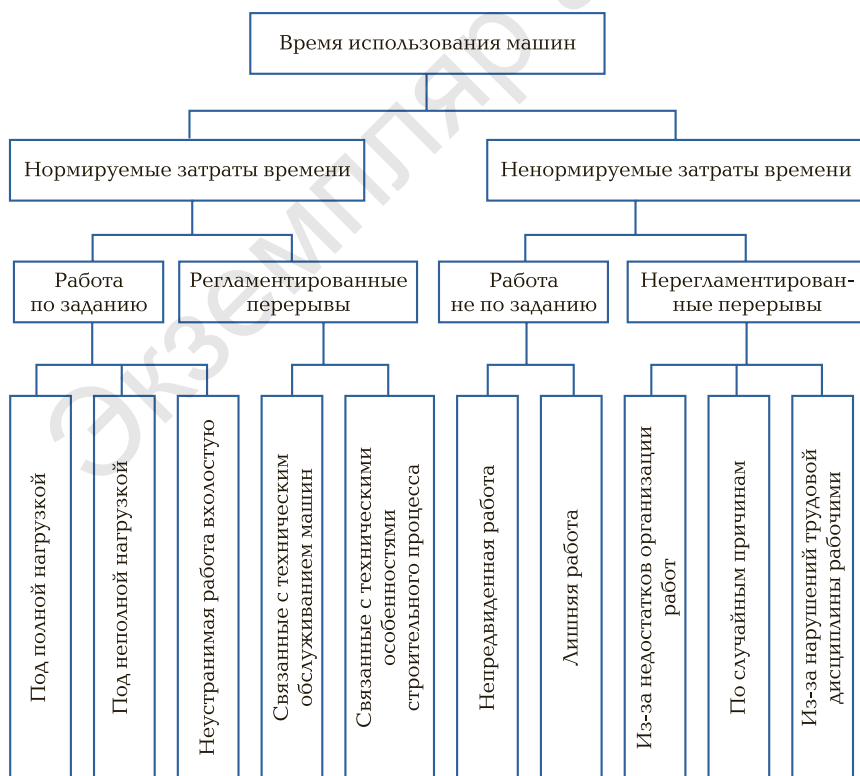 Время использования машин
Нормируемые затраты времени
Ненормируемые затраты времени
Работа
по заданию
Регламентированные
перерывы
Работа
не по заданию
Нерегламентирован-
ные перерывы
Под полной нагрузкой
Под неполной нагрузкой
Неустранимая работа вхолостую
Связанные с техническим
обслуживанием машин
Связанные с техническими
особенностями
строительного процесса
Непредвиденная работа
Лишняя работа
Из-за недостатков организации
работ
По случайным причинам
Из-за нарушений трудовой
дисциплины рабочими
Экземпляр